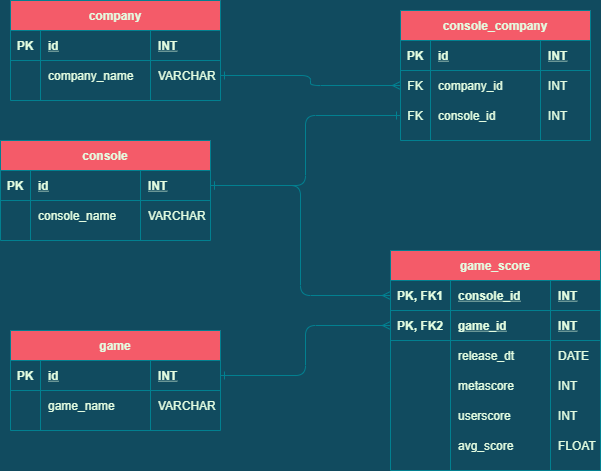 company
PK id INT
company_name VARCHAR
console_company
PK id INT
FK company_id INT
FK console_id INT
console
PK id INT
console_name VARCHAR
game_score
PK, FK1 console_id INT
PK, FK2 game_id INT
release_dt DATE
metascore INT
userscore INT
avg_score FLOAT
game
PK id INT
game_name VARCHAR